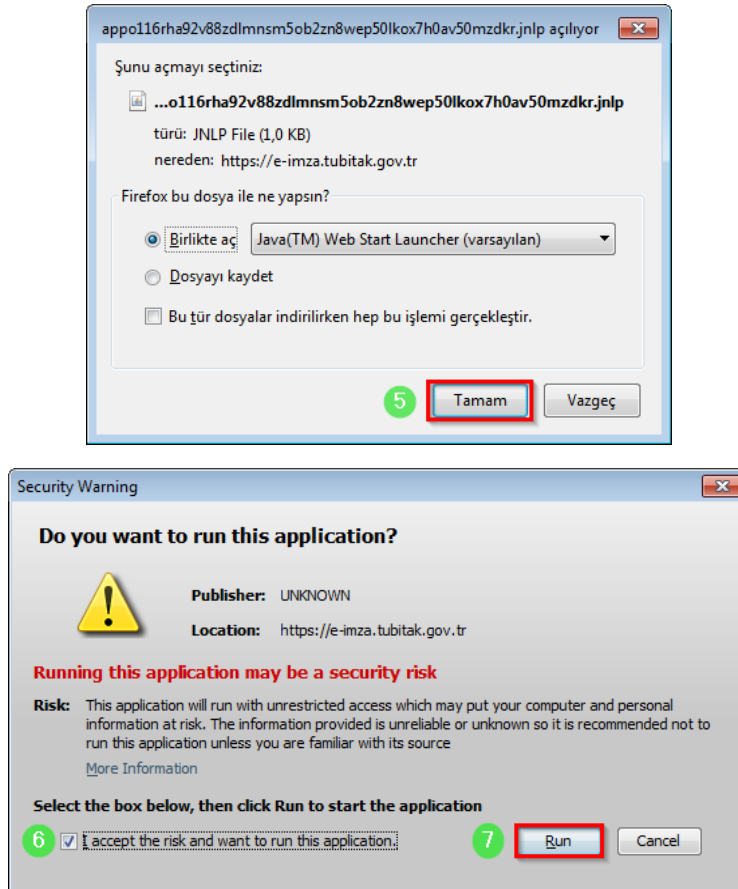 appo116rha92v88zdlmnsm5ob2zn8wep50lkox7h0av50mzdkr.jnlp açılıyor
Şunu açmayı seçtiniz:
...o116rha92v88zdlmnsm5ob2zn8wep50lkox7h0av50mzdkr.jnlp
türü: JNLP File (1,0 KB)
nereden: https://e-imza.tubitak.gov.tr
Firefox bu dosya ile ne yapsın?
Birlikte aç Java(TM) Web Start Launcher (varsayılan)
Dosyayı kaydet
Bu tür dosyalar indirilirken hep bu işlemi gerçekleştir.
5 Tamam Vazgeç
Security Warning
Do you want to run this application?
Publisher: UNKNOWN
Location: https://e-imza.tubitak.gov.tr
Running this application may be a security risk
Risk: This application will run with unrestricted access which may put your computer and personal
information at risk. The information provided is unreliable or unknown so it is recommended not to
run this application unless you are familiar with its source
More Information
Select the box below, then click Run to start the application
6 I accept the risk and want to run this application. 7 Run Cancel